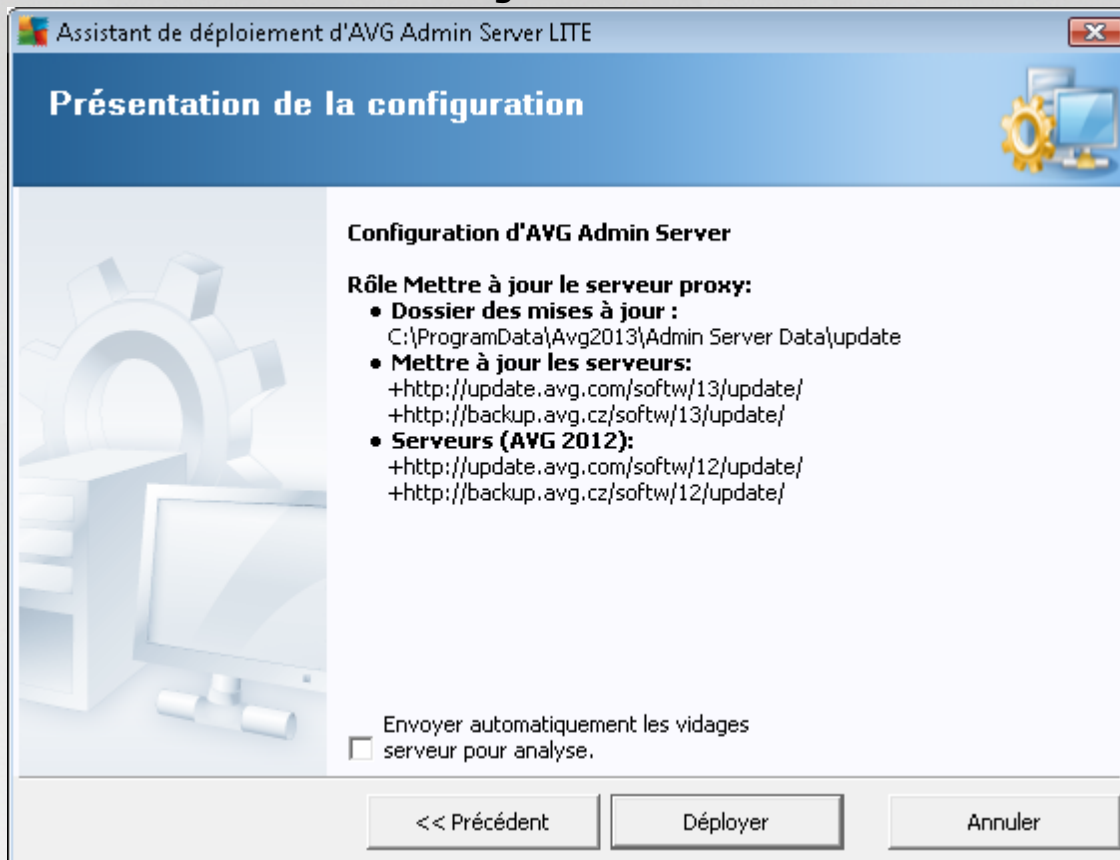 Assistant de déploiement d'AVG Admin Server LITE
Présentation de la configuration
Configuration d'AVG Admin Server
Rôle Mettre à jour le serveur proxy:
• Dossier des mises à jour :
C:\ProgramData\Avg2013\Admin Server Data\update
• Mettre à jour les serveurs:
+http://update.avg.com/softw/13/update/
+http://backup.avg.cz/softw/13/update/
• Serveurs (AVG 2012):
+http://update.avg.com/softw/12/update/
+http://backup.avg.cz/softw/12/update/
Envoyer automatiquement les vidages
serveur pour analyse.
<< Précédent
Déployer
Annuler